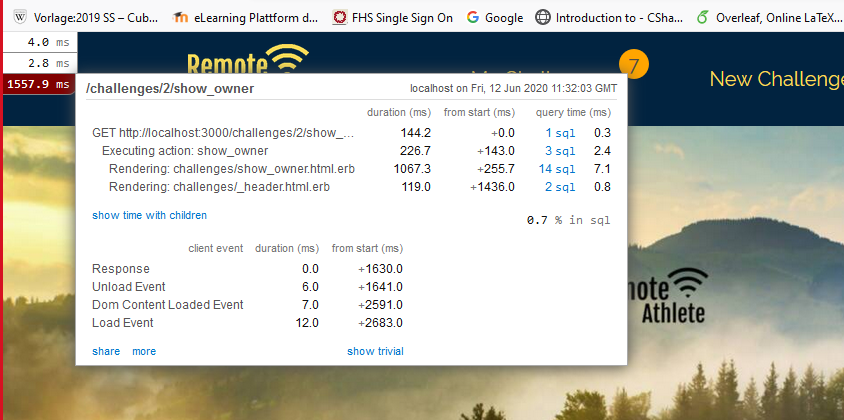 Vorlage:2019 SS – Cub... eLearning Plattform d... FHS Single Sign On Google Introduction to - CSha... Overleaf, Online LaTeX...
4.0 ms
2.8 ms
1557.9 ms
Remote
7
New Challenge
/challenges/2/show_owner localhost on Fri, 12 Jun 2020 11:32:03 GMT
duration (ms) from start (ms) query time (ms)
GET http://localhost:3000/challenges/2/show_... 144.2 +0.0 1 sql 0.3
Executing action: show_owner 226.7 +143.0 3 sql 2.4
Rendering: challenges/show_owner.html.erb 1067.3 +255.7 14 sql 7.1
Rendering: challenges/_header.html.erb 119.0 +1436.0 2 sql 0.8
show time with children 0.7 % in sql
client event duration (ms) from start (ms)
Response 0.0 +1630.0
Unload Event 6.0 +1641.0
Dom Content Loaded Event 7.0 +2591.0
Load Event 12.0 +2683.0
share more show trivial
mote
Athlete